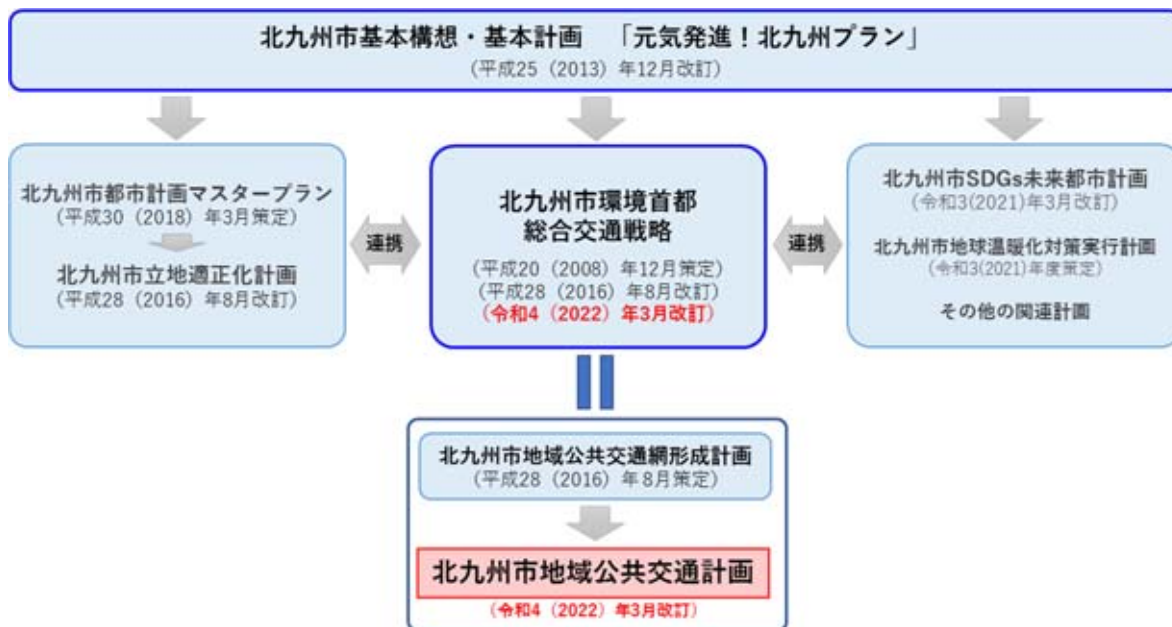 北九州市基本構想・基本計画　「元気発進！北九州プラン」
（平成25（2013）年12月改訂）
北九州市都市計画マスタープラン
（平成30（2018）年3月策定）
北九州市立地適正化計画
（平成28（2016）年8月改訂）
連携
北九州市環境首都
総合交通戦略
（平成20（2008）年12月策定）
（平成28（2016）年8月改訂）
（令和4（2022）年3月改訂）
連携
北九州市SDGs未来都市計画
（令和3(2021)年3月改訂）
北九州市地球温暖化対策実行計画
（令和3(2021)年度策定）
その他の関連計画
北九州市地域公共交通網形成計画
（平成28（2016）年8月策定）
北九州市地域公共交通計画
（令和4（2022）年3月改訂）